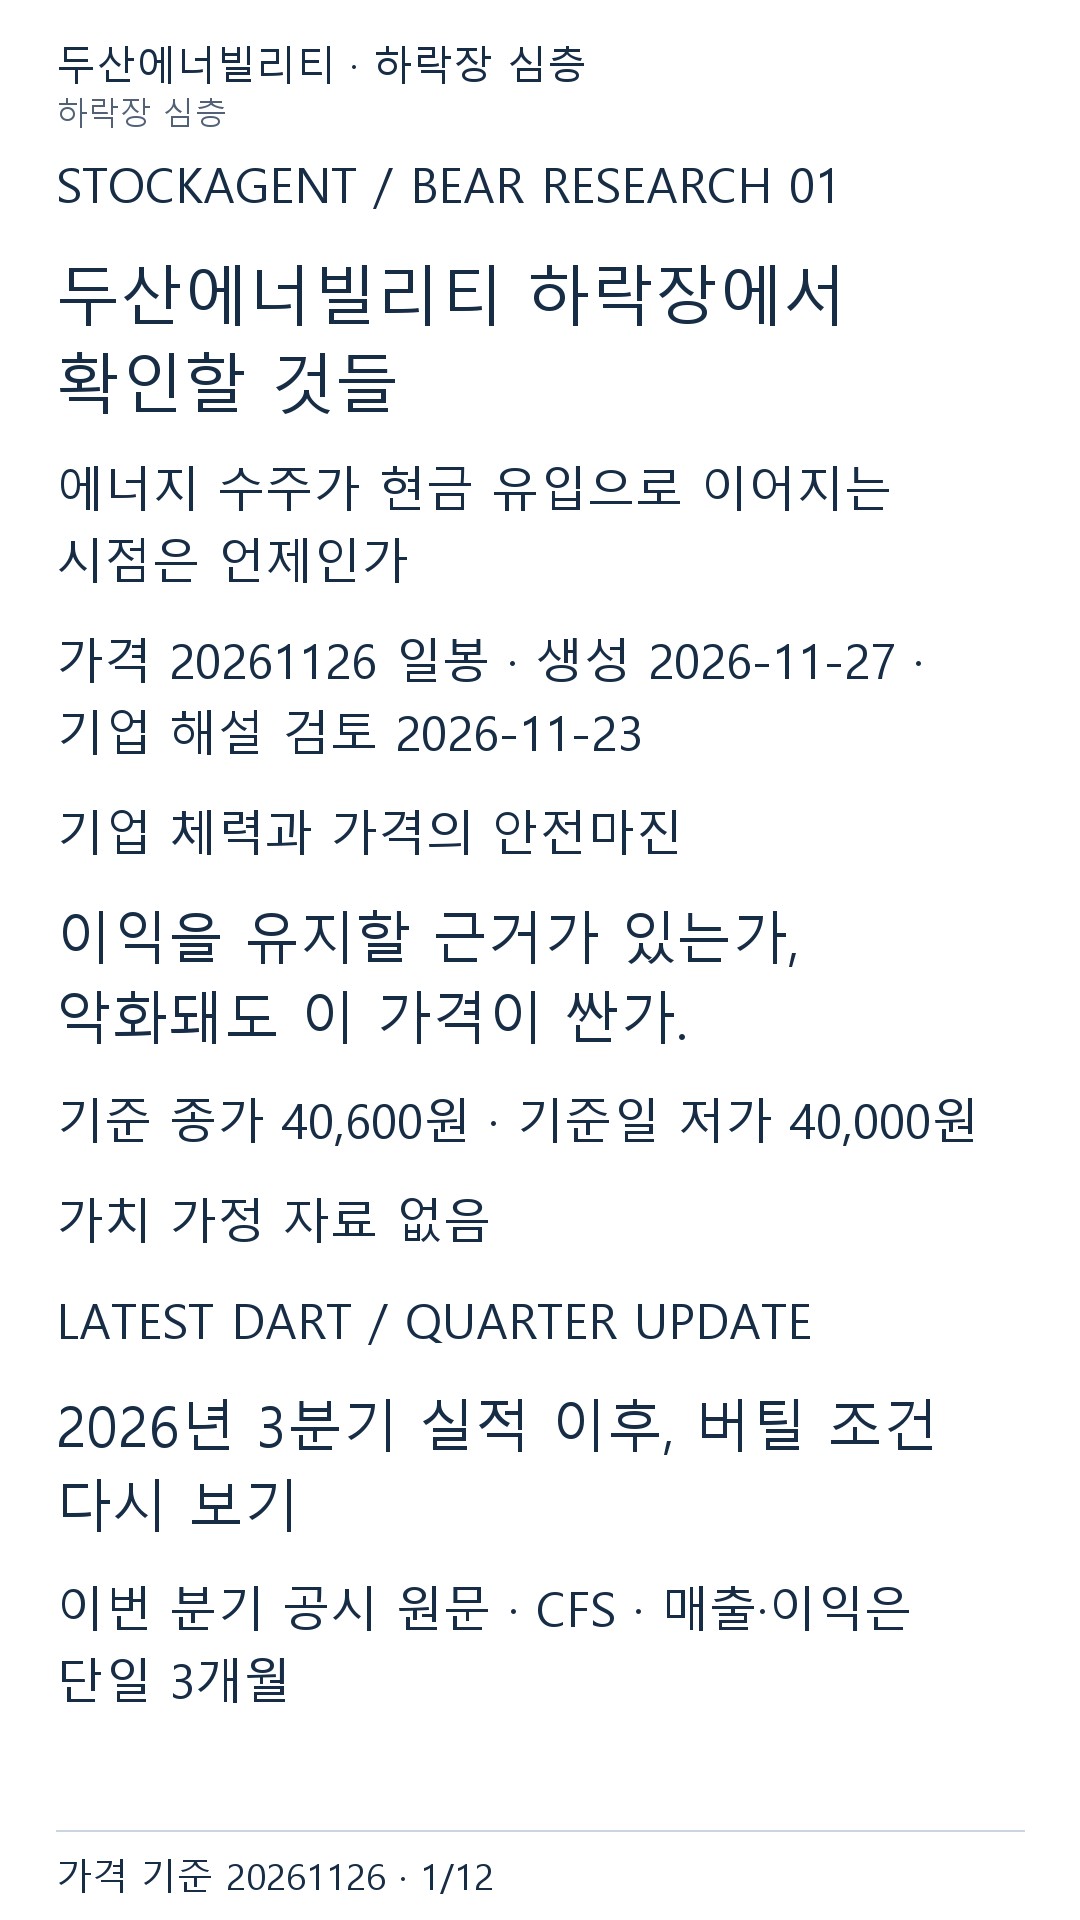 두산에너빌리티 · 하락장 심층
하락장 심층
STOCKAGENT / BEAR RESEARCH 01
두산에너빌리티 하락장에서
확인할 것들
에너지 수주가 현금 유입으로 이어지는
시점은 언제인가
가격 20261126 일봉 · 생성 2026-11-27 ·
기업 해설 검토 2026-11-23
기업 체력과 가격의 안전마진
이익을 유지할 근거가 있는가,
악화돼도 이 가격이 싼가.
기준 종가 40,600원 · 기준일 저가 40,000원
가치 가정 자료 없음
LATEST DART / QUARTER UPDATE
2026년 3분기 실적 이후, 버틸 조건
다시 보기
이번 분기 공시 원문 · CFS · 매출·이익은
단일 3개월
가격 기준 20261126 · 1/12